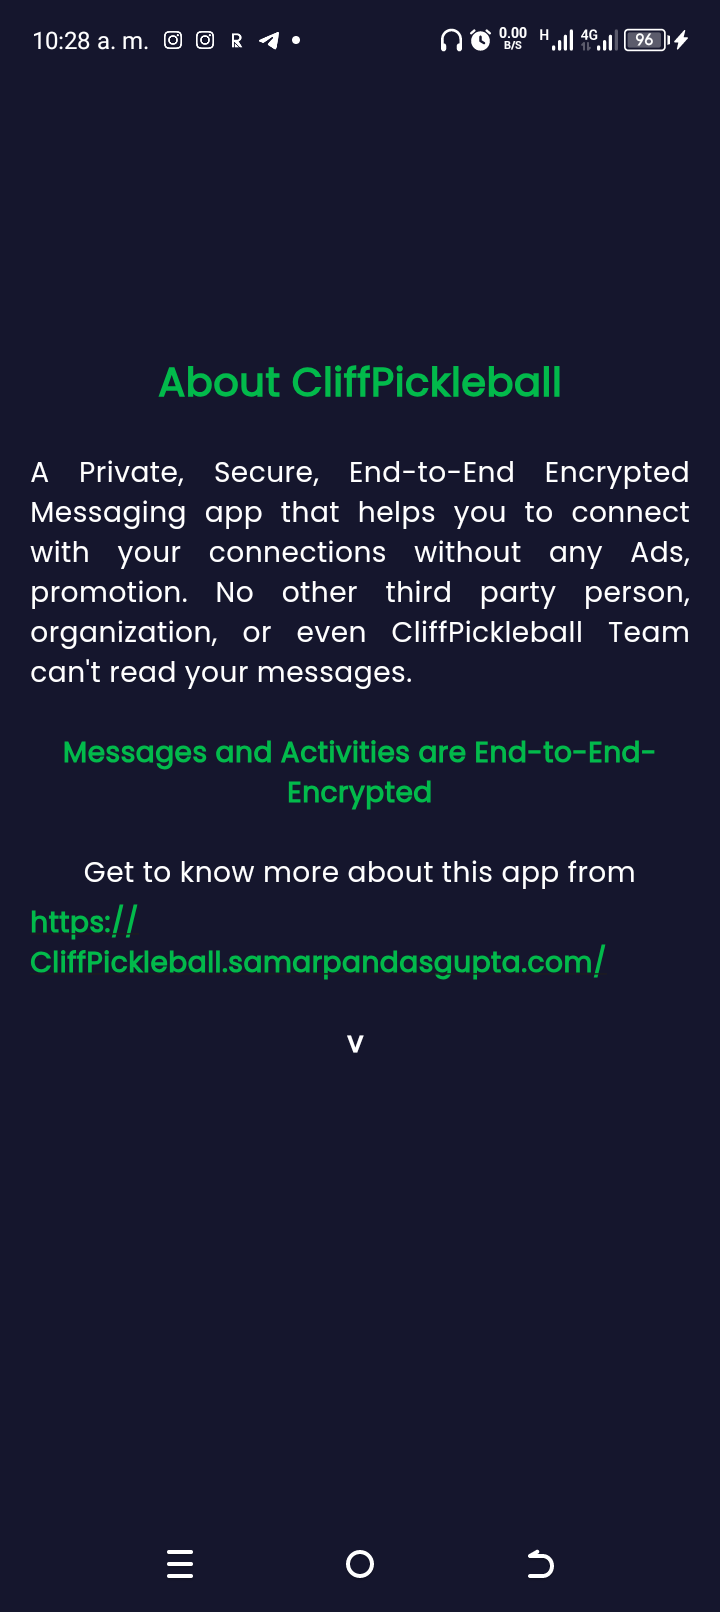 10:28 a. m.
0.00
B/S
H
4G
96
About CliffPickleball
A Private, Secure, End-to-End Encrypted
Messaging app that helps you to connect
with your connections without any Ads,
promotion. No other third party person,
organization, or even CliffPickleball Team
can't read your messages.
Messages and Activities are End-to-End-
Encrypted
Get to know more about this app from
https://
CliffPickleball.samarpandasgupta.com/
v